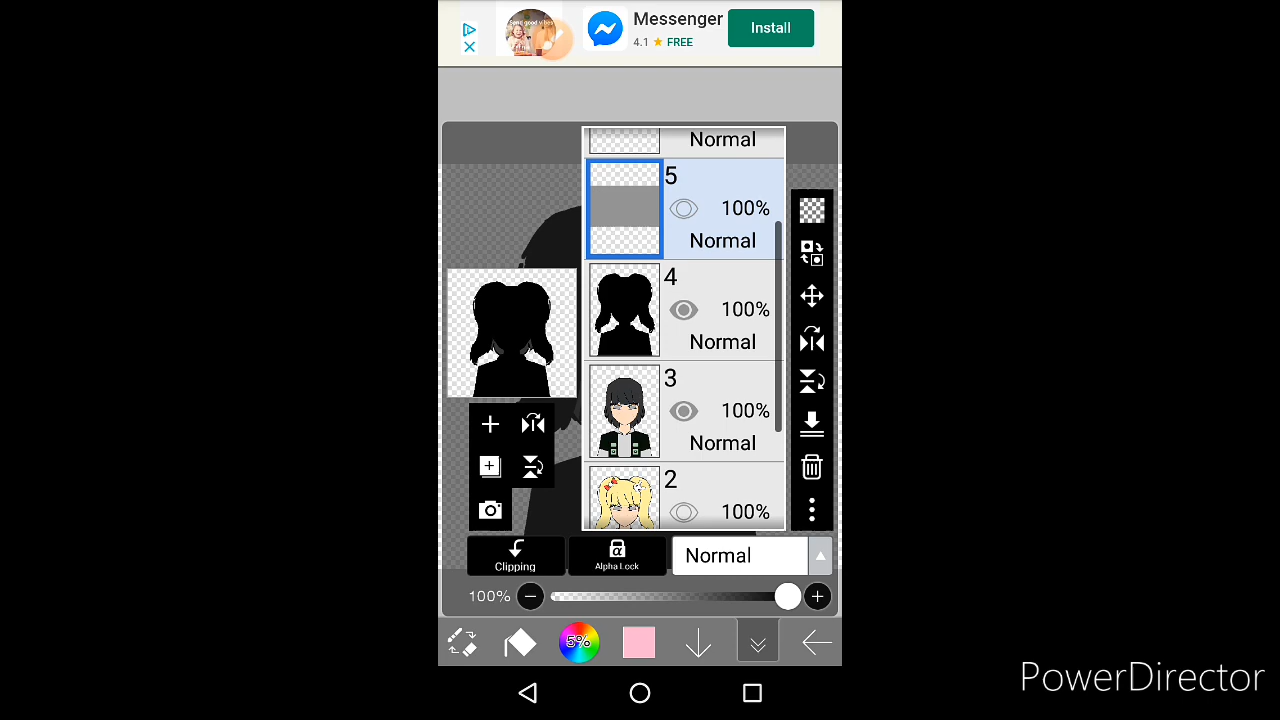 Messenger
Install
4.1 ★ FREE
Normal
5
100%
Normal
4
100%
Normal
3
100%
Normal
2
100%
Clipping
α
Alpha Lock
Normal
100%
5%
PowerDirector